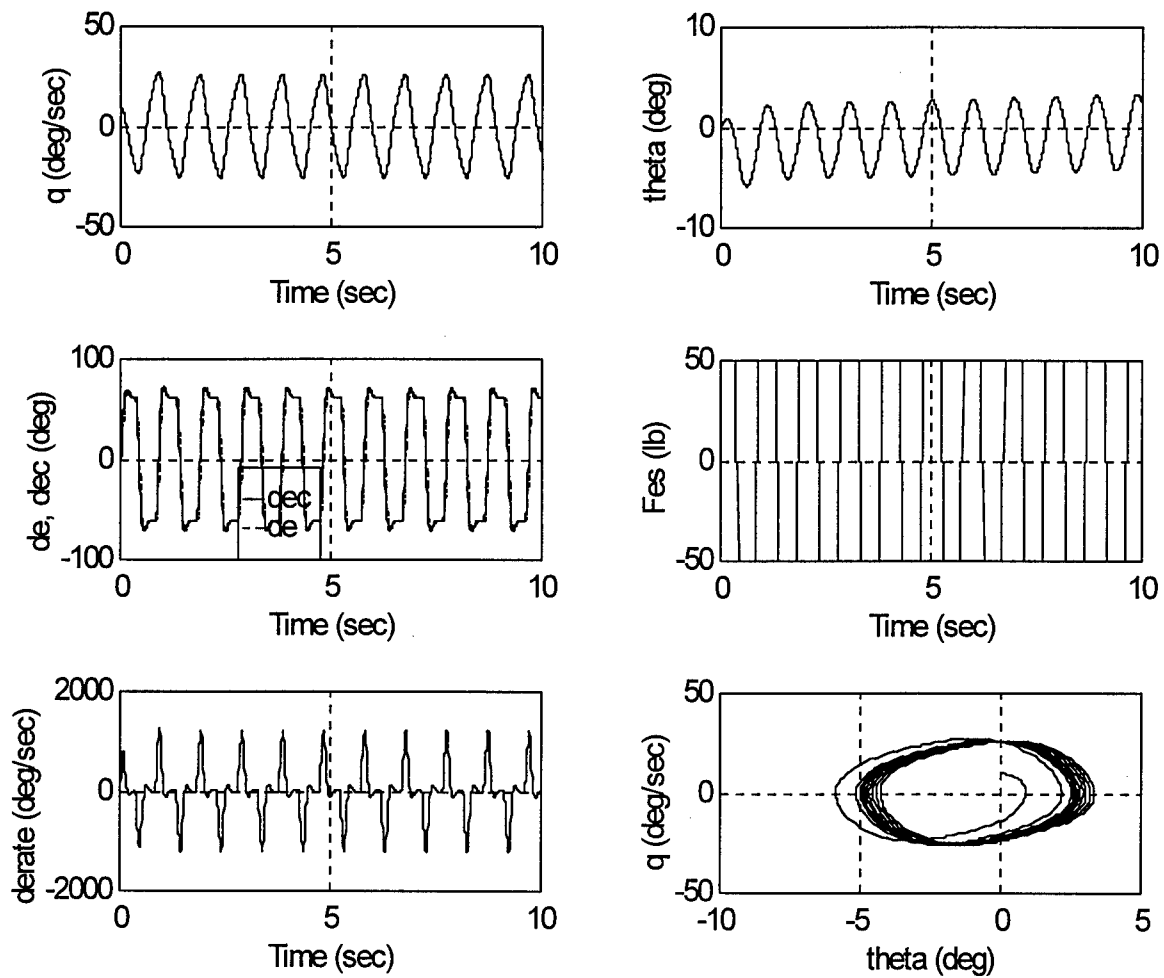 50
0
-50
q (deg/sec)
0
5
10
Time (sec)
10
0
-10
theta (deg)
0
5
10
Time (sec)
100
0
-100
de, dec (deg)
dec
de
0
5
10
Time (sec)
50
0
-50
Fes (lb)
0
5
10
Time (sec)
2000
0
-2000
derate (deg/sec)
0
5
10
Time (sec)
50
0
-50
q (deg/sec)
-10
-5
0
5
theta (deg)